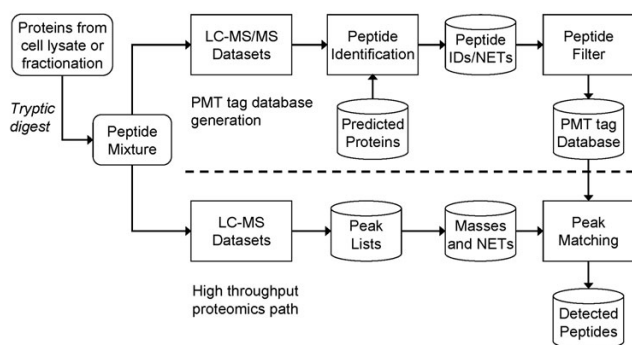 Proteins from
cell lysate or
fractionation
Tryptic
digest
Peptide
Mixture
LC-MS/MS
Datasets
Peptide
Identification
Peptide
IDs/NETs
Peptide
Filter
PMT tag database
generation
Predicted
Proteins
PMT tag
Database
LC-MS
Datasets
Peak
Lists
Masses
and NETs
Peak
Matching
High throughput
proteomics path
Detected
Peptides